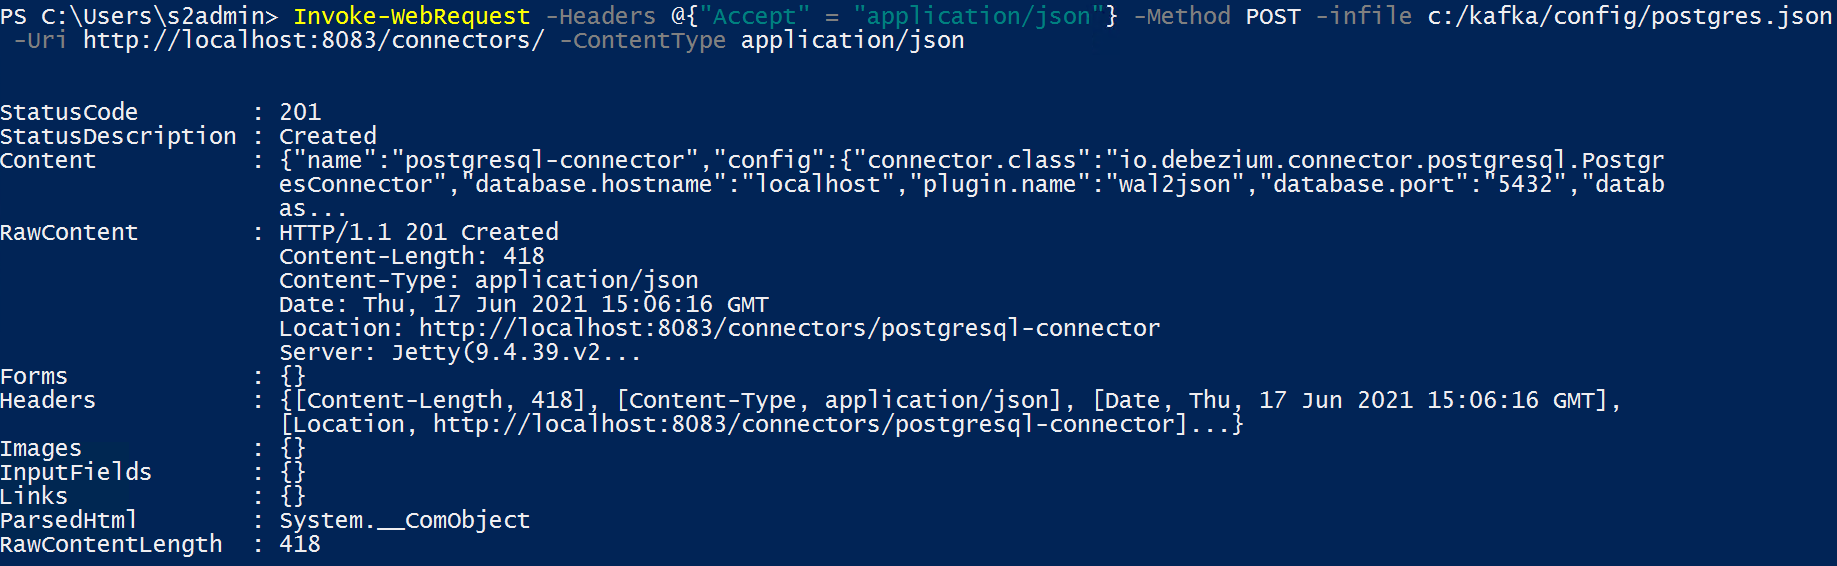 PS C:\Users\s2admin> Invoke-WebRequest -Headers @{"Accept" = "application/json"} -Method POST -infile c:/kafka/config/postgres.json
-Uri http://localhost:8083/connectors/ -ContentType application/json
StatusCode : 201
StatusDescription : Created
Content : {"name":"postgresql-connector","config":{"connector.class":"io.debezium.connector.postgresql.Postgr
esConnector","database.hostname":"localhost","plugin.name":"wal2json","database.port":"5432","datab
as...
RawContent : HTTP/1.1 201 Created
Content-Length: 418
Content-Type: application/json
Date: Thu, 17 Jun 2021 15:06:16 GMT
Location: http://localhost:8083/connectors/postgresql-connector
Server: Jetty(9.4.39.v2...
Forms : {}
Headers : {[Content-Length, 418], [Content-Type, application/json], [Date, Thu, 17 Jun 2021 15:06:16 GMT],
[Location, http://localhost:8083/connectors/postgresql-connector]...}
Images : {}
InputFields : {}
Links : {}
ParsedHtml : System.__ComObject
RawContentLength : 418